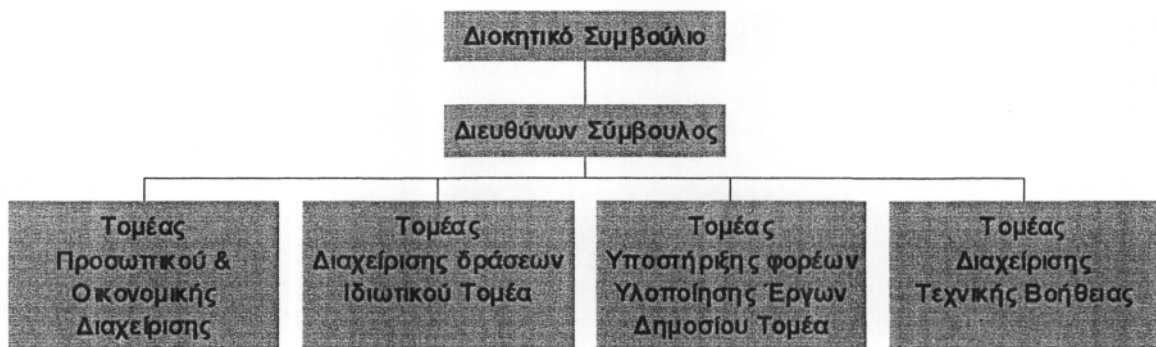 Διοκητικό Συμβούλιο
Διευθύνων Σύμβουλος
Τομέας
Προσωπικού &
Οικονομικής
Διαχείρισης
Τομέας
Διαχείρισης δράσεων
Ιδιωτικού Τομέα
Τομέας
Υποστήριξης φορέων
Υλοποίησης Έργων
Δημοσίου Τομέα
Τομέας
Διαχείρισης
Τεχνικής Βοήθειας